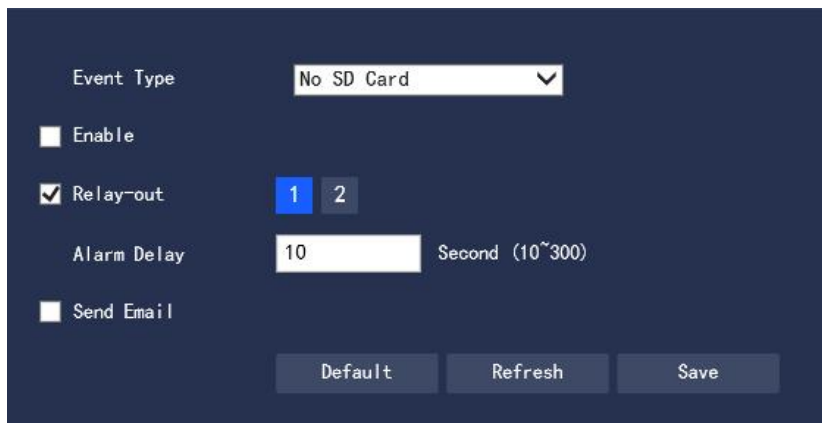 Event Type No SD Card
Enable
Relay-out 1 2
Alarm Delay 10 Second (10~300)
Send Email
Default Refresh Save